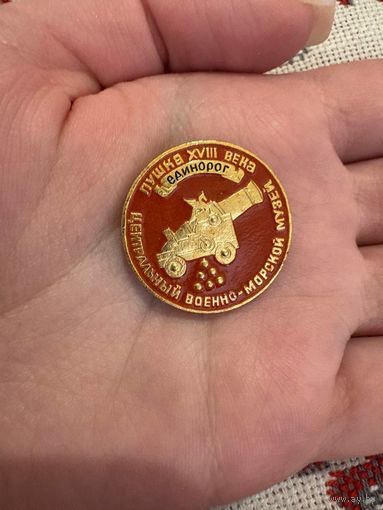 ПУШКА XVIII ВЕКА
ЕДИНОРОГ
ЦЕНТРАЛЬНЫЙ ВОЕННО-МОРСКОЙ МУЗЕЙ